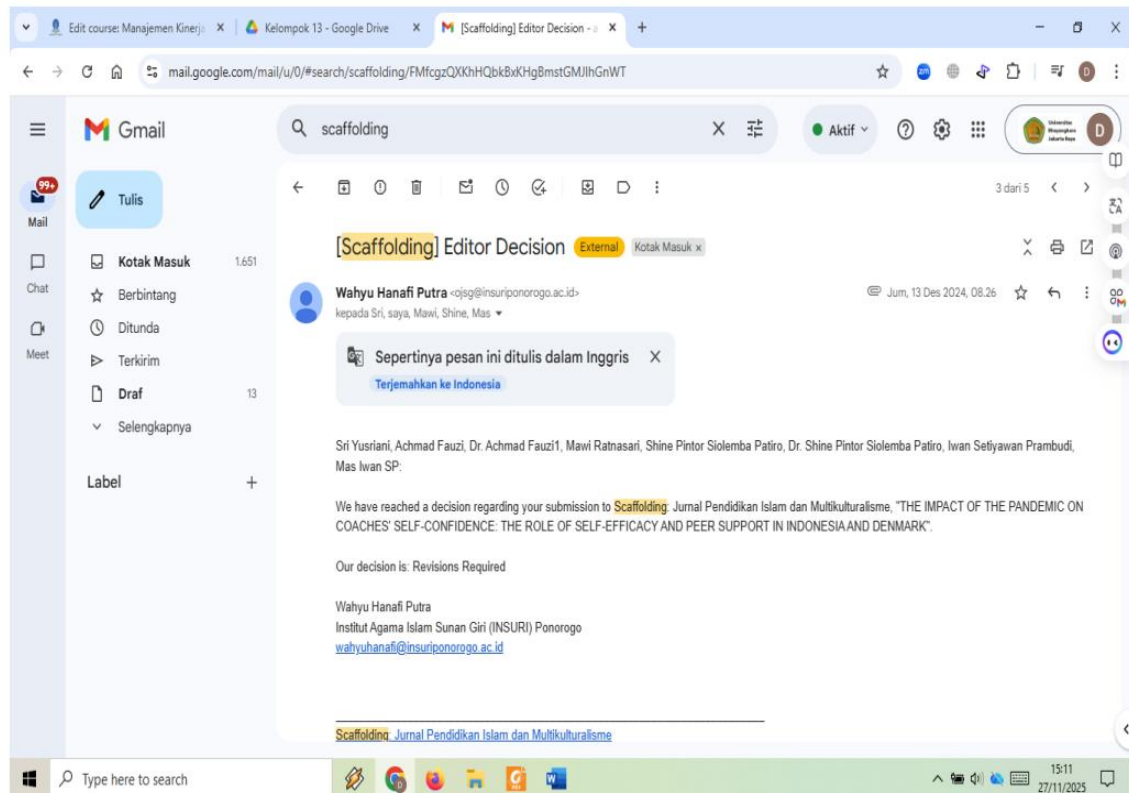 Edit course: Manajemen Kinerja
Kelompok 13 - Google Drive
[Scaffolding] Editor Decision - a
mail.google.com/mail/u/0/#search/scaffolding/FMfcgzQXKhHQbkBxKHgBmstGMJlhGnWT
zm
D
Gmail
scaffolding
Aktif
Universitas
Bhayangkara
Jakarta Raya
D
99+
Mail
Chat
Meet
Tulis
Kotak Masuk 1.651
Berbintang
Ditunda
Terkirim
Draf 13
Selengkapnya
Label
3 dari 5
[Scaffolding] Editor Decision External Kotak Masuk x
Wahyu Hanafi Putra <ojsg@insuriponorogo.ac.id> Jum, 13 Des 2024, 08.26
kepada Sri, saya, Mawi, Shine, Mas
Sepertinya pesan ini ditulis dalam Inggris
Terjemahkan ke Indonesia
Sri Yusriani, Achmad Fauzi, Dr. Achmad Fauzi1, Mawi Ratnasari, Shine Pintor Siolemba Patiro, Dr. Shine Pintor Siolemba Patiro, Iwan Setiyawan Prambudi,
Mas Iwan SP:
We have reached a decision regarding your submission to Scaffolding: Jurnal Pendidikan Islam dan Multikulturalisme, "THE IMPACT OF THE PANDEMIC ON
COACHES' SELF-CONFIDENCE: THE ROLE OF SELF-EFFICACY AND PEER SUPPORT IN INDONESIA AND DENMARK".
Our decision is: Revisions Required
Wahyu Hanafi Putra
Institut Agama Islam Sunan Giri (INSURI) Ponorogo
wahyuhanafi@insuriponorogo.ac.id
Scaffolding: Jurnal Pendidikan Islam dan Multikulturalisme
Type here to search
15:11
27/11/2025